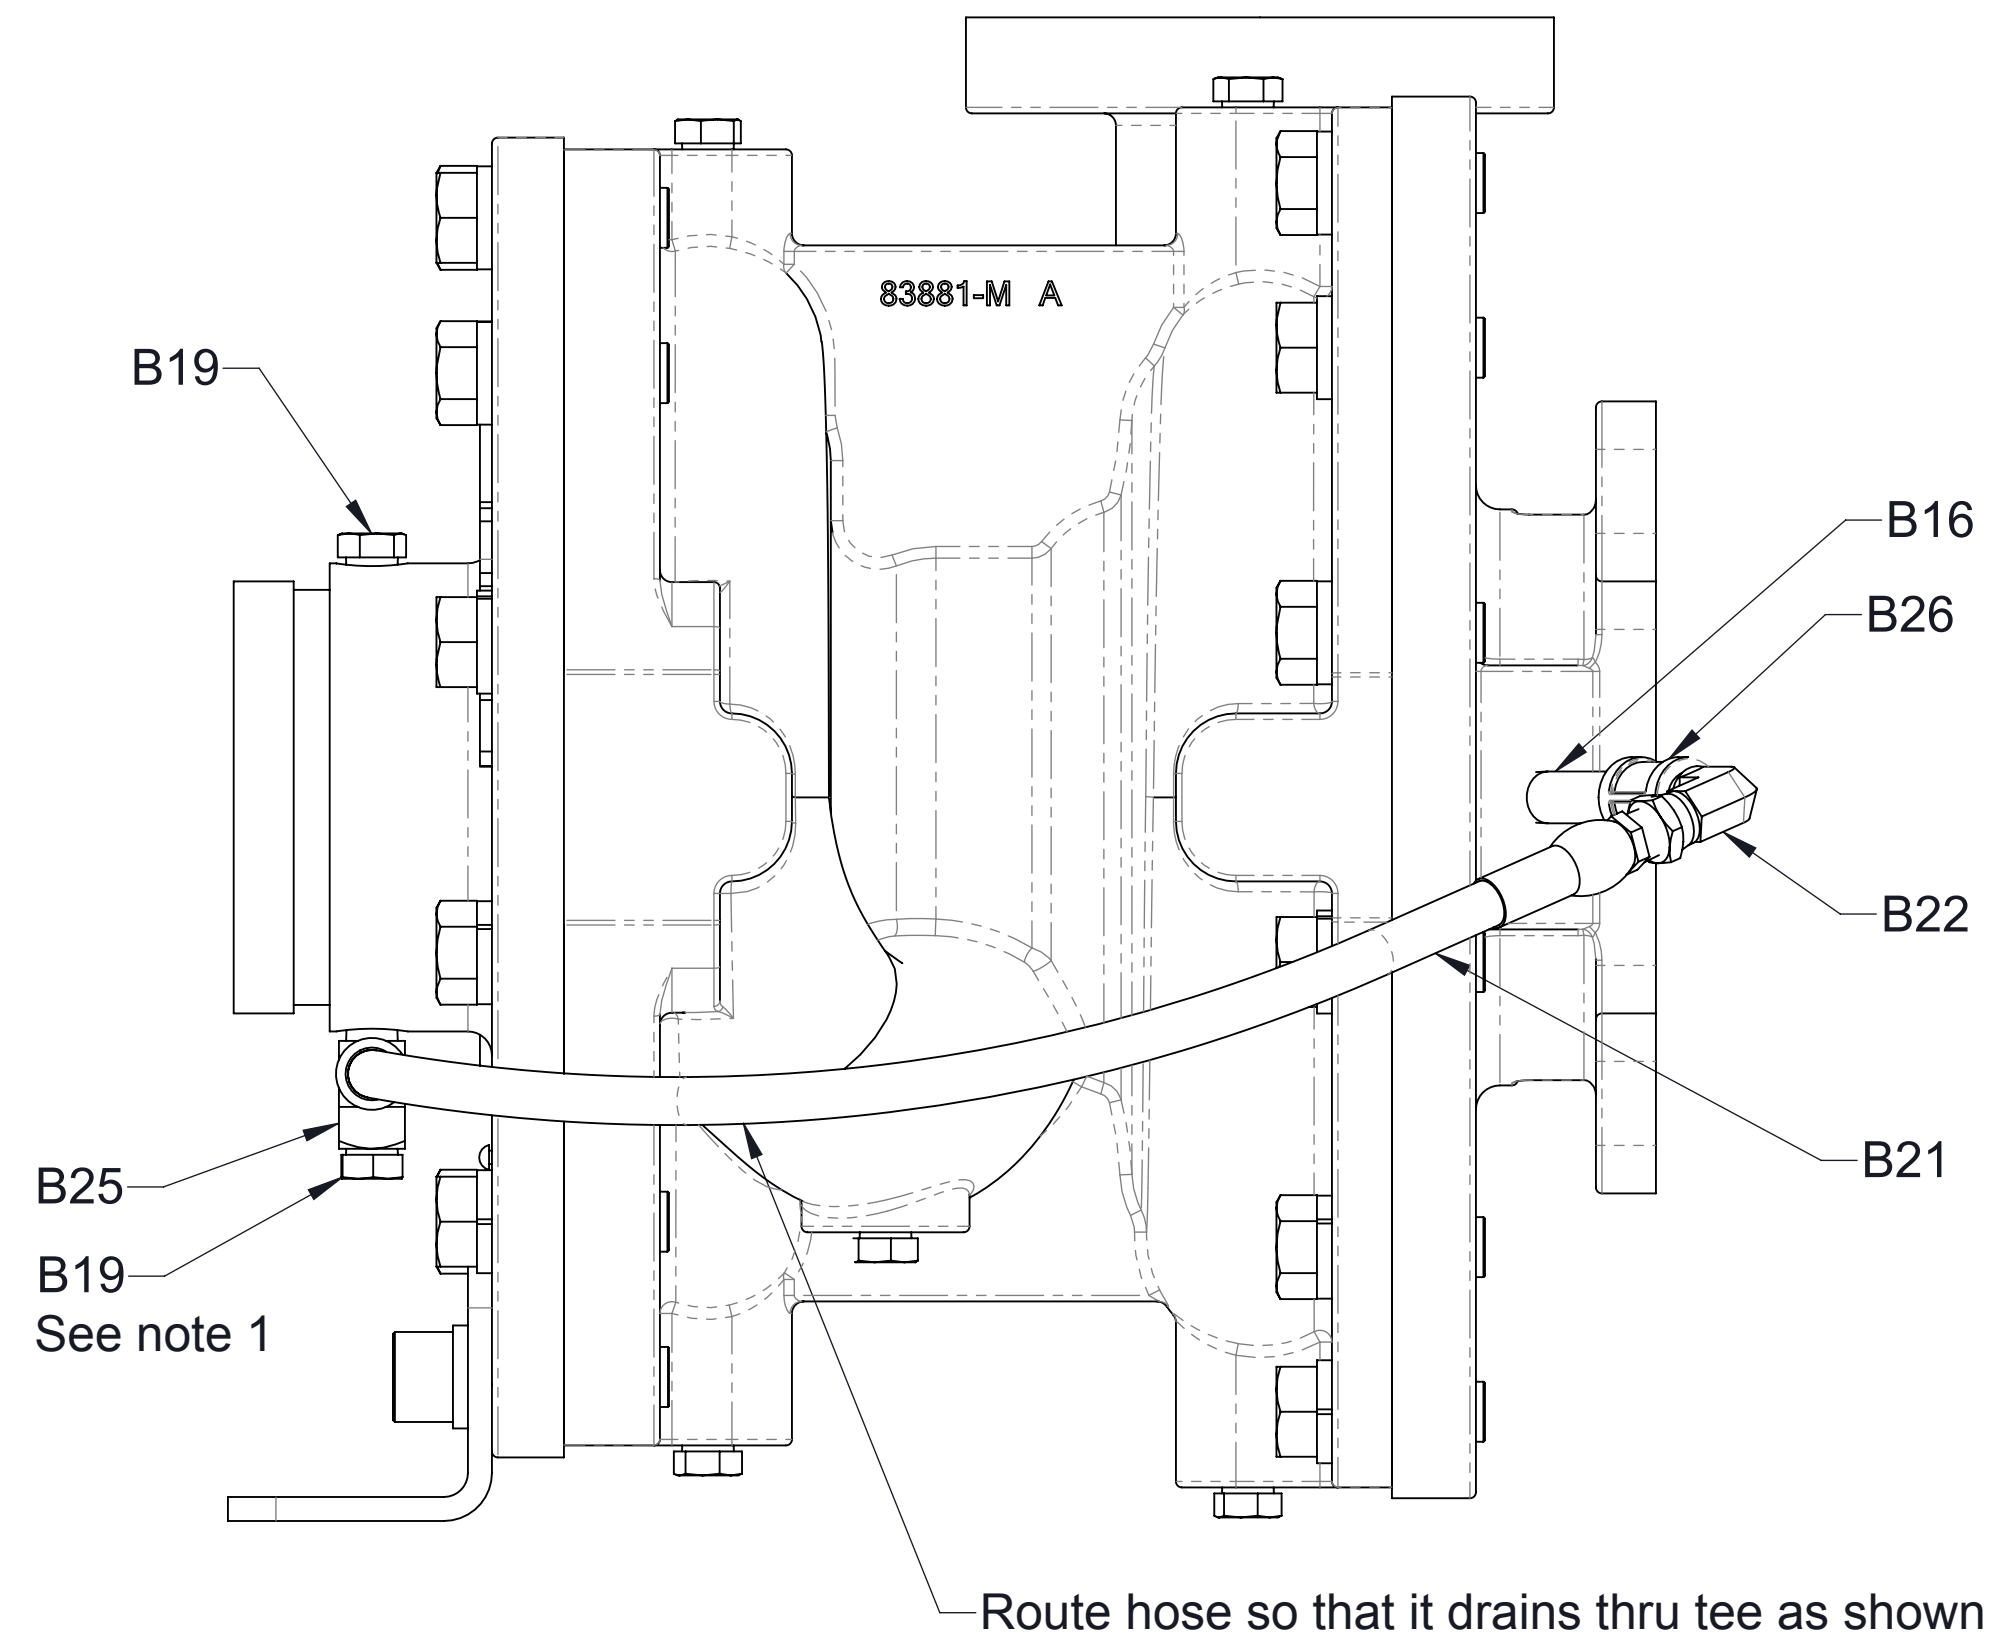 83881-M A
B19
B16
B26
B22
B21
B25
B19
See note 1
Route hose so that it drains thru tee as shown